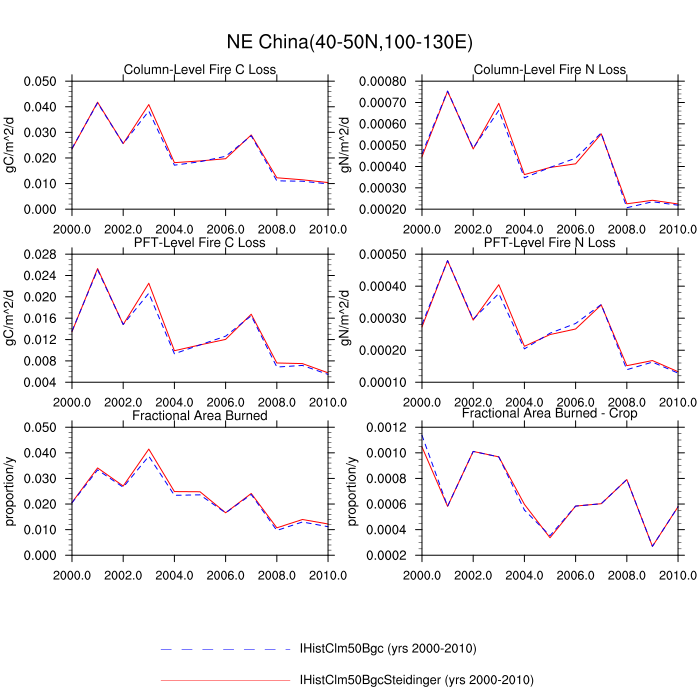 NE China(40-50N,100-130E)
Column-Level Fire C Loss
Column-Level Fire N Loss
gC/m^2/d
0.050
0.040
0.030
0.020
0.010
0.000
2000.0 2002.0 2004.0 2006.0 2008.0 2010.0
gN/m^2/d
0.00080
0.00070
0.00060
0.00050
0.00040
0.00030
0.00020
2000.0 2002.0 2004.0 2006.0 2008.0 2010.0
PFT-Level Fire C Loss
PFT-Level Fire N Loss
gC/m^2/d
0.028
0.024
0.020
0.016
0.012
0.008
0.004
2000.0 2002.0 2004.0 2006.0 2008.0 2010.0
gN/m^2/d
0.00050
0.00040
0.00030
0.00020
0.00010
2000.0 2002.0 2004.0 2006.0 2008.0 2010.0
Fractional Area Burned
Fractional Area Burned - Crop
proportion/y
0.050
0.040
0.030
0.020
0.010
0.000
2000.0 2002.0 2004.0 2006.0 2008.0 2010.0
proportion/y
0.0012
0.0010
0.0008
0.0006
0.0004
0.0002
2000.0 2002.0 2004.0 2006.0 2008.0 2010.0
IHistClm50Bgc (yrs 2000-2010)
IHistClm50BgcSteidinger (yrs 2000-2010)